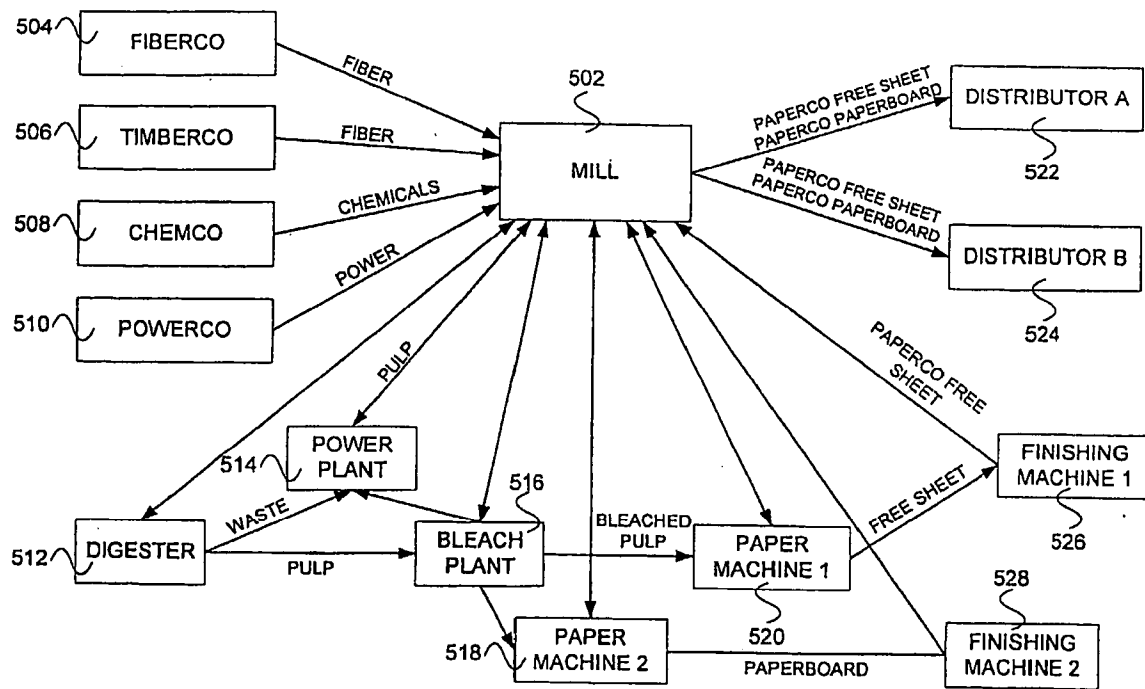 504
FIBERCO
FIBER
502
506
TIMBERCO
FIBER
MILL
PAPERCO FREE SHEET
PAPERCO PAPERBOARD
DISTRIBUTOR A
522
508
CHEMCO
CHEMICALS
PAPERCO FREE SHEET
PAPERCO PAPERBOARD
DISTRIBUTOR B
524
510
POWERCO
POWER
PULP
PAPERCO FREE
SHEET
514
POWER
PLANT
516
FINISHING
MACHINE 1
526
WASTE
FREE SHEET
512
DIGESTER
PULP
BLEACH
PLANT
BLEACHED
PULP
PAPER
MACHINE 1
520
528
518
PAPER
MACHINE 2
PAPERBOARD
FINISHING
MACHINE 2